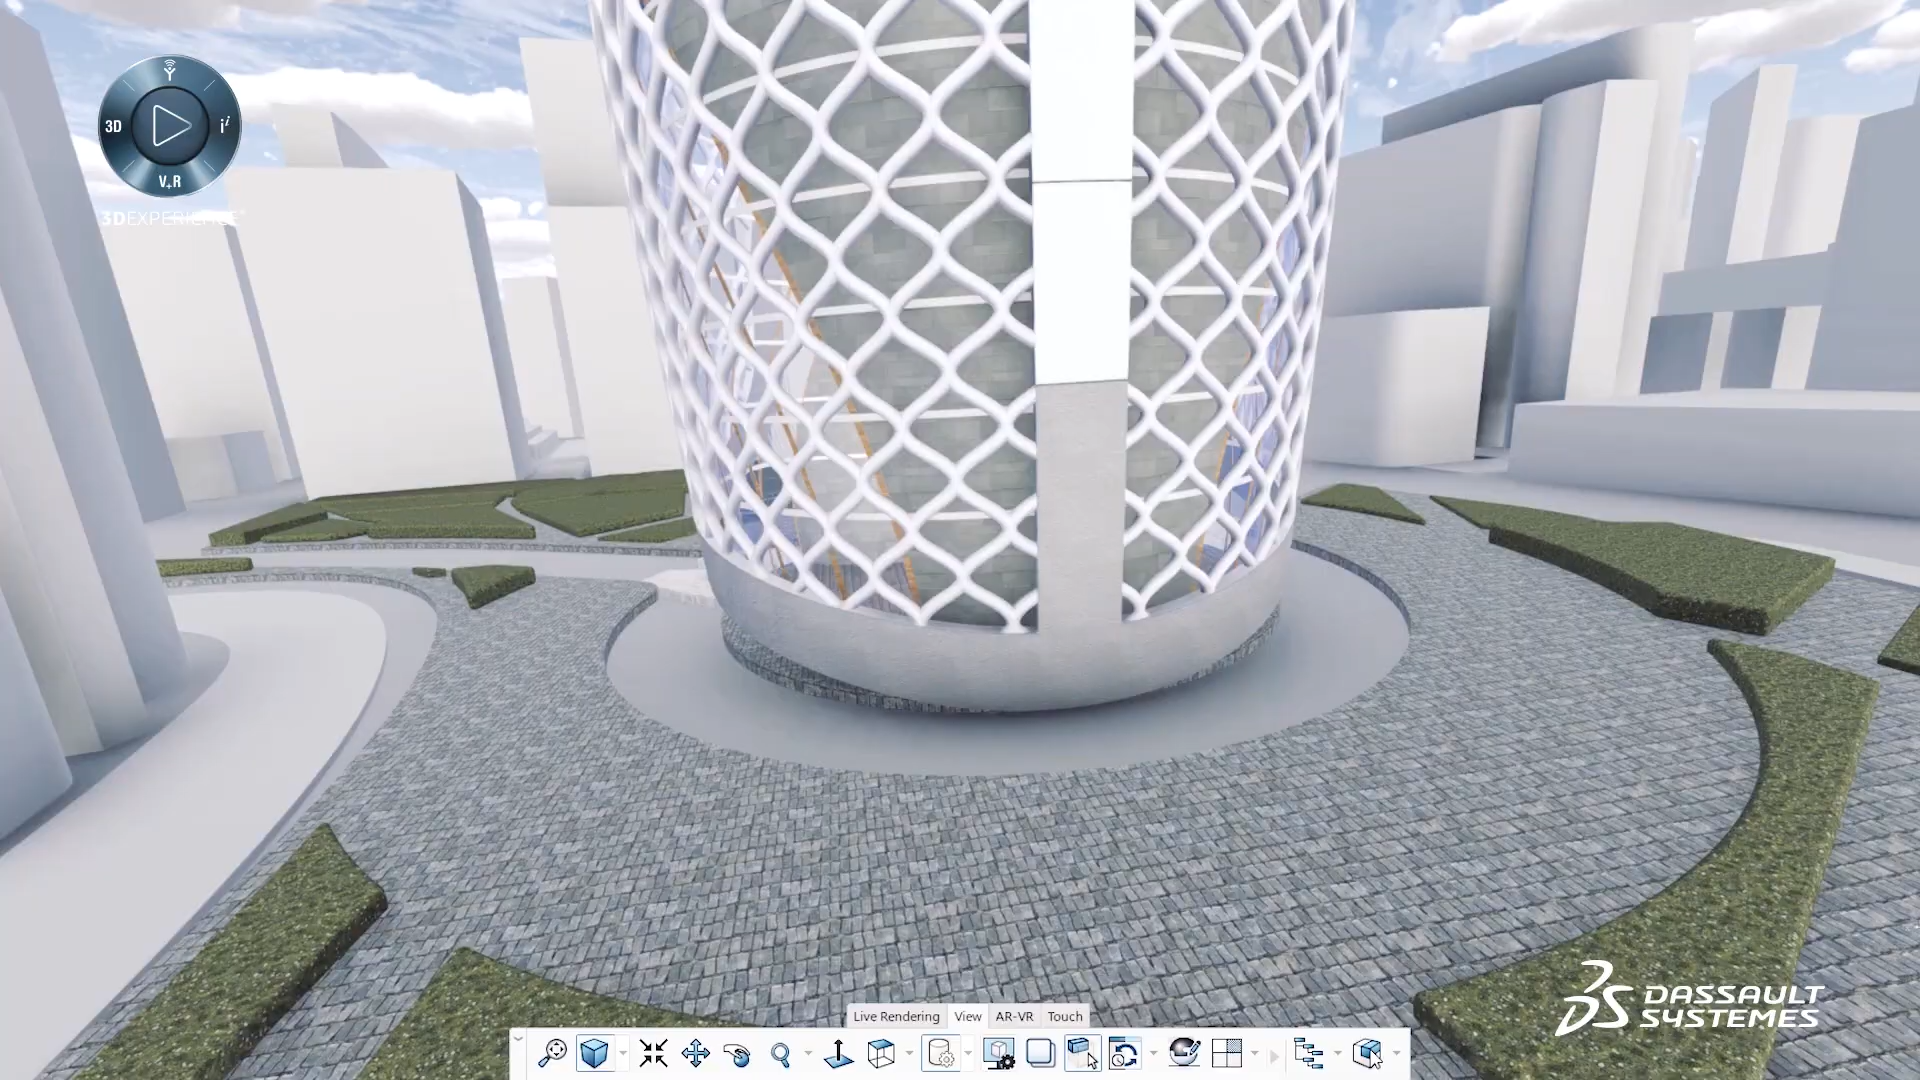 3D
i
V+R
3DEXPERIENCE
Live Rendering
View
AR-VR
Touch
DASSAULT
SYSTEMES